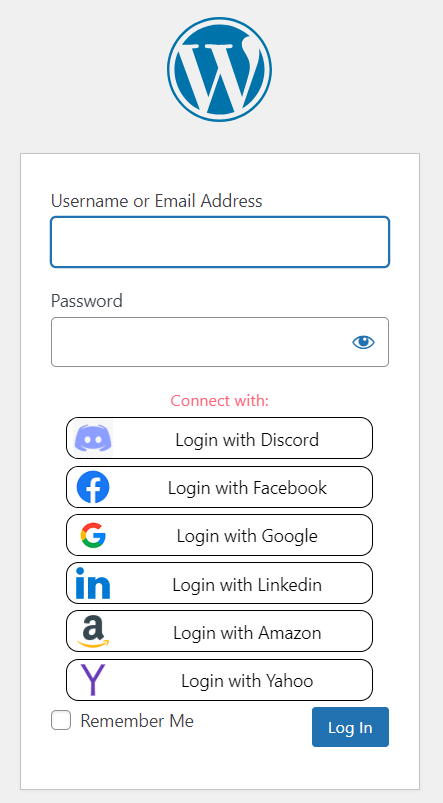 Username or Email Address
Password
Connect with:
Login with Discord
Login with Facebook
Login with Google
Login with Linkedin
Login with Amazon
Login with Yahoo
Remember Me
Log In